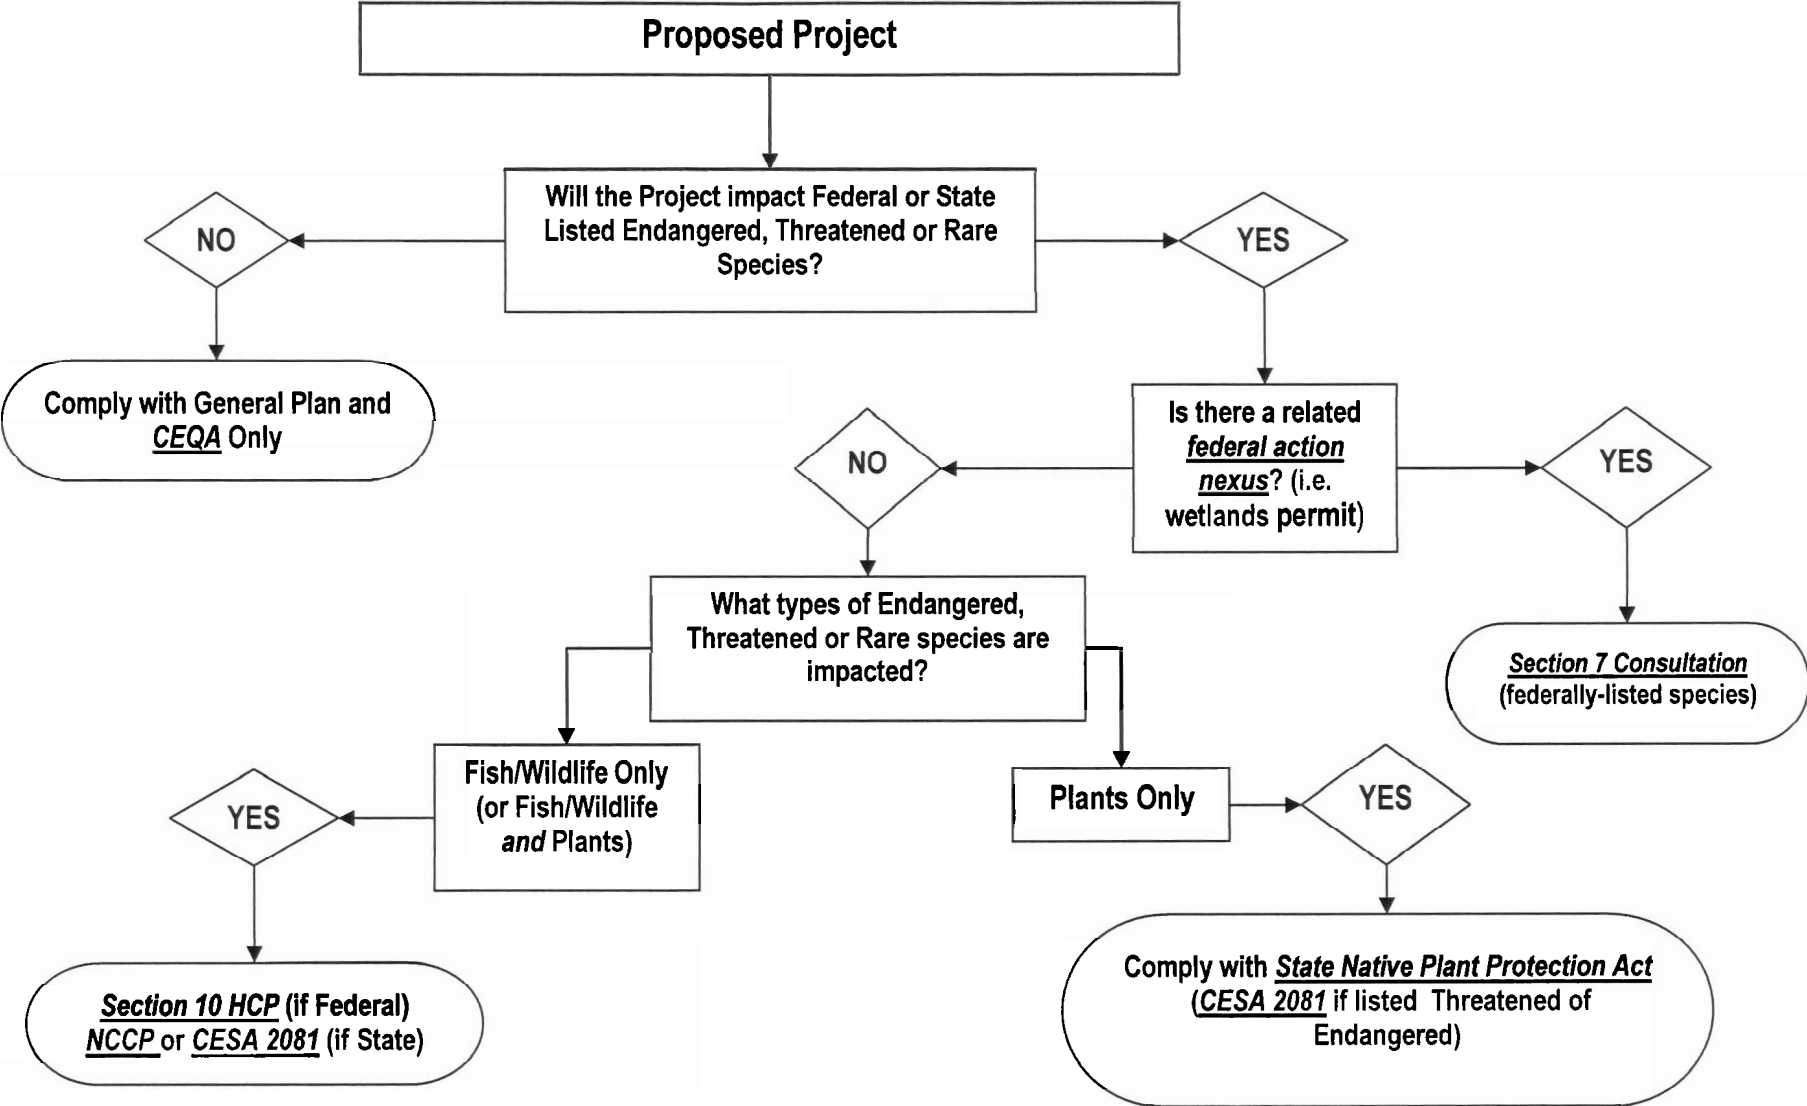 Proposed Project
Will the Project impact Federal or State
Listed Endangered, Threatened or Rare
Species?
NO
YES
Comply with General Plan and
CEQA Only
Is there a related
federal action
nexus? (i.e.
wetlands permit)
NO
YES
What types of Endangered,
Threatened or Rare species are
impacted?
Section 7 Consultation
(federally-listed species)
Fish/Wildlife Only
(or Fish/Wildlife
and Plants)
YES
Plants Only
YES
Section 10 HCP (if Federal)
NCCP or CESA 2081 (if State)
Comply with State Native Plant Protection Act
(CESA 2081 if listed Threatened of
Endangered)